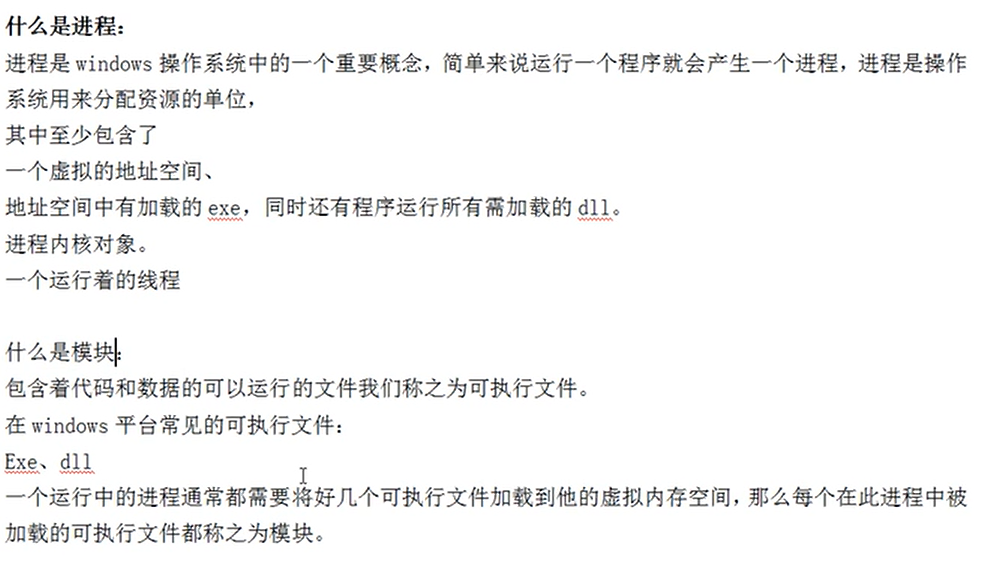 什么是进程：
进程是 windows 操作系统中的一个重要概念，简单来说运行一个程序就会产生一个进程，进程是操作
系统用来分配资源的单位，
其中至少包含了
一个虚拟的地址空间、
地址空间中有加载的 exe，同时还有程序运行所有需加载的 dll。
进程内核对象。
一个运行着的线程
什么是模块：
包含着代码和数据的可以运行的文件我们称之为可执行文件。
在 windows 平台常见的可执行文件：
Exe、dll
一个运行中的进程通常都需要将好几个可执行文件加载到他的虚拟内存空间，那么每个在此进程中被
加载的可执行文件都称之为模块。